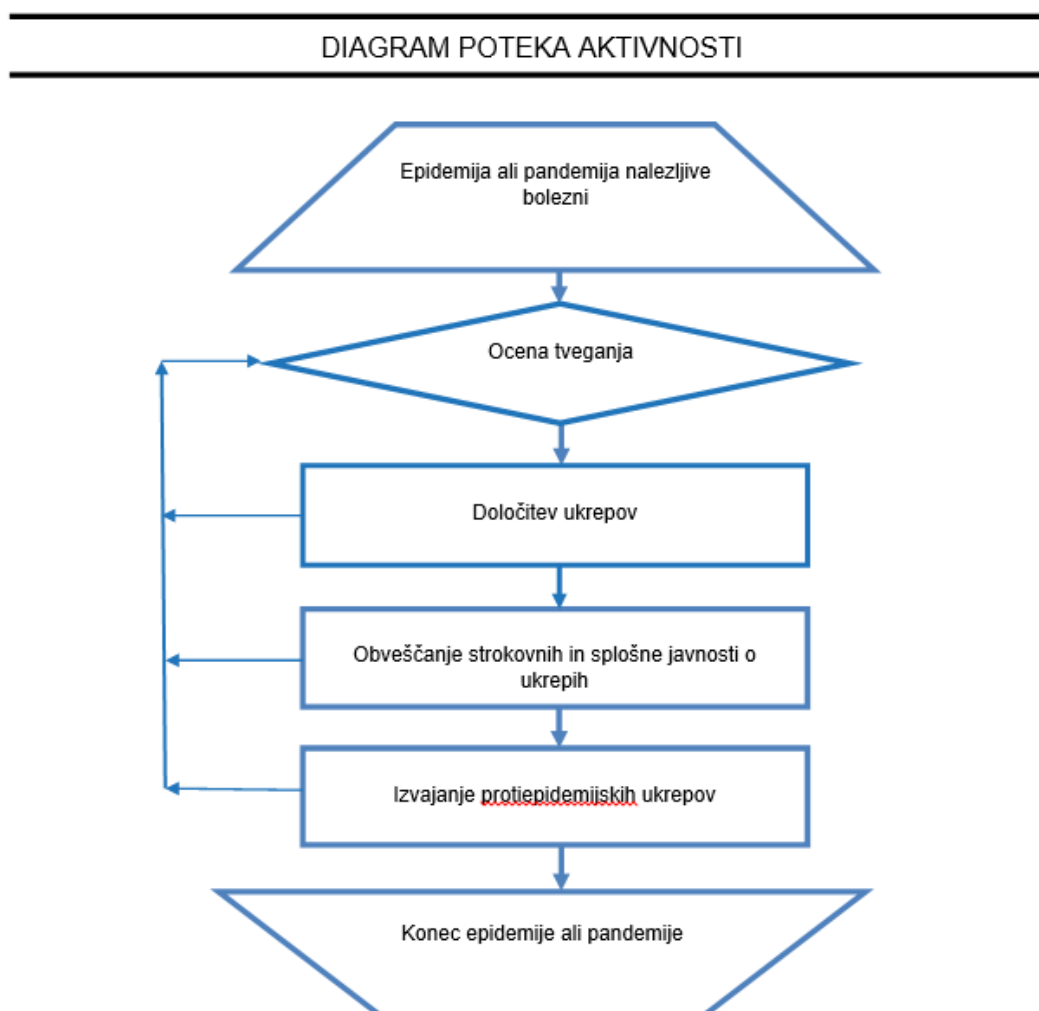 DIAGRAM POTEKA AKTIVNOSTI
Epidemija ali pandemija nalezljive
bolezni
Ocena tveganja
Določitev ukrepov
Obveščanje strokovnih in splošne javnosti o
ukrepih
Izvajanje protiepidemijskih ukrepov
Konec epidemije ali pandemije